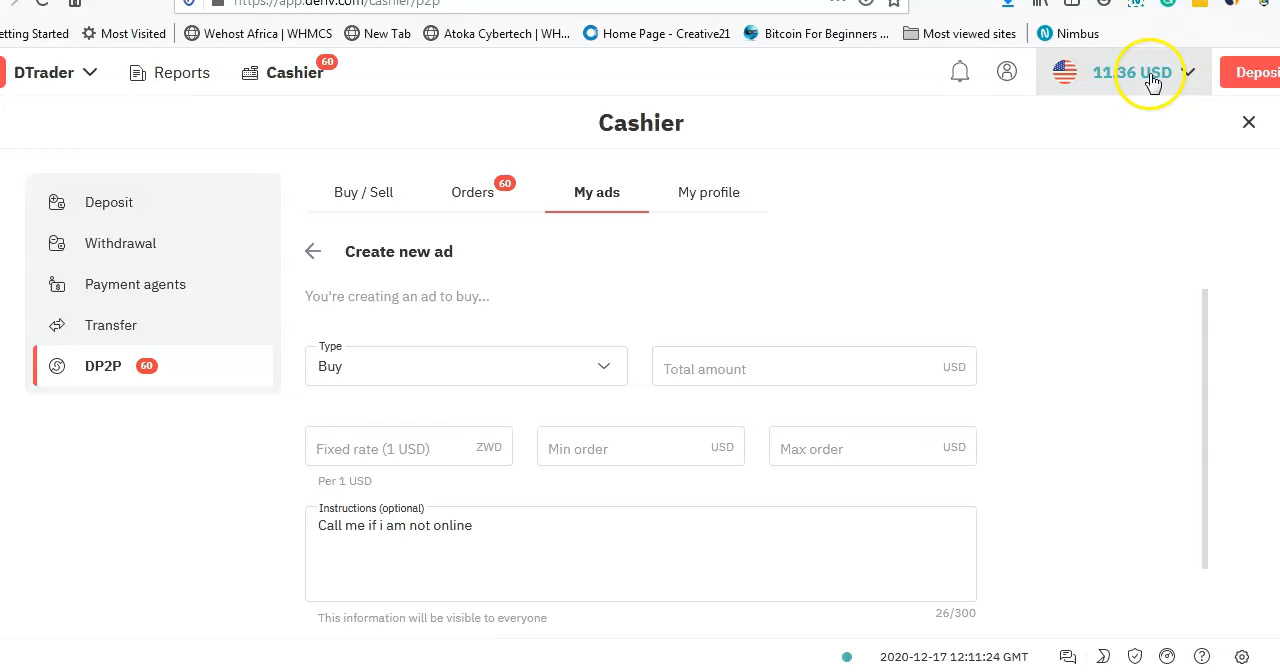 https://app.deriv.com/cashier/p2p
etting Started Most Visited Wehost Africa | WHMCS New Tab Atoka Cybertech | WH... Home Page - Creative21 Bitcoin For Beginners ... Most viewed sites Nimbus
DTrader Reports Cashier 60 11.36 USD Deposi
Cashier
Deposit
Withdrawal
Payment agents
Transfer
DP2P 60
Buy / Sell Orders 60 My ads My profile
Create new ad
You're creating an ad to buy...
Type
Buy
Total amount USD
Fixed rate (1 USD) ZWD Min order USD Max order USD
Per 1 USD
Instructions (optional)
Call me if i am not online
This information will be visible to everyone 26/300
2020-12-17 12:11:24 GMT